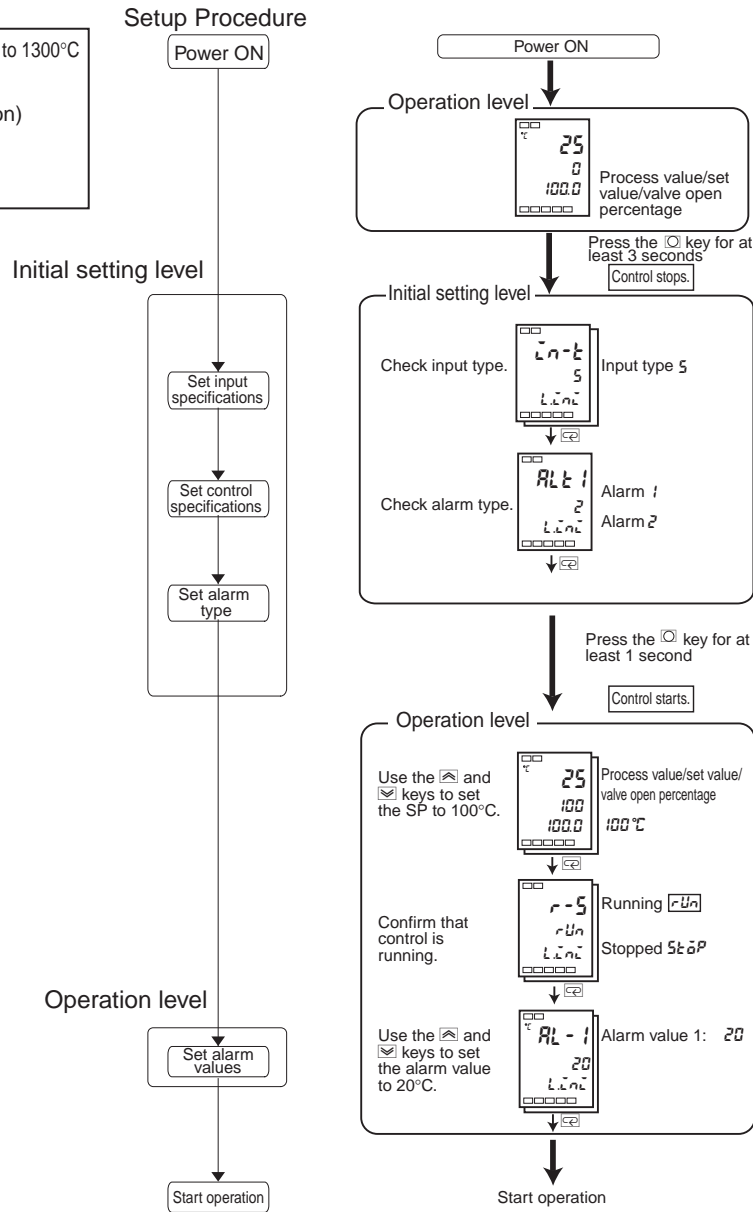 Setup Procedure
to 1300°C
on)
Power ON
Initial setting level
Set input
specifications
Set control
specifications
Set alarm
type
Operation level
Set alarm
values
Start operation
Power ON
Operation level
°C
25
0
100.0
Process value/set
value/valve open
percentage
Press the key for at
least 3 seconds
Control stops.
Initial setting level
Check input type.
in-t
5
L.ini
Input type 5
Check alarm type.
ALt1
2
L.ini
Alarm 1
Alarm 2
Press the key for at
least 1 second
Control starts.
Operation level
Use the and
keys to set
the SP to 100°C.
°C
25
100
100.0
Process value/set value/
valve open percentage
100°C
Confirm that
control is
running.
r-S
rUn
L.ini
Running rUn
Stopped StoP
Use the and
keys to set
the alarm value
to 20°C.
°C
AL-1
20
L.ini
Alarm value 1: 20
Start operation